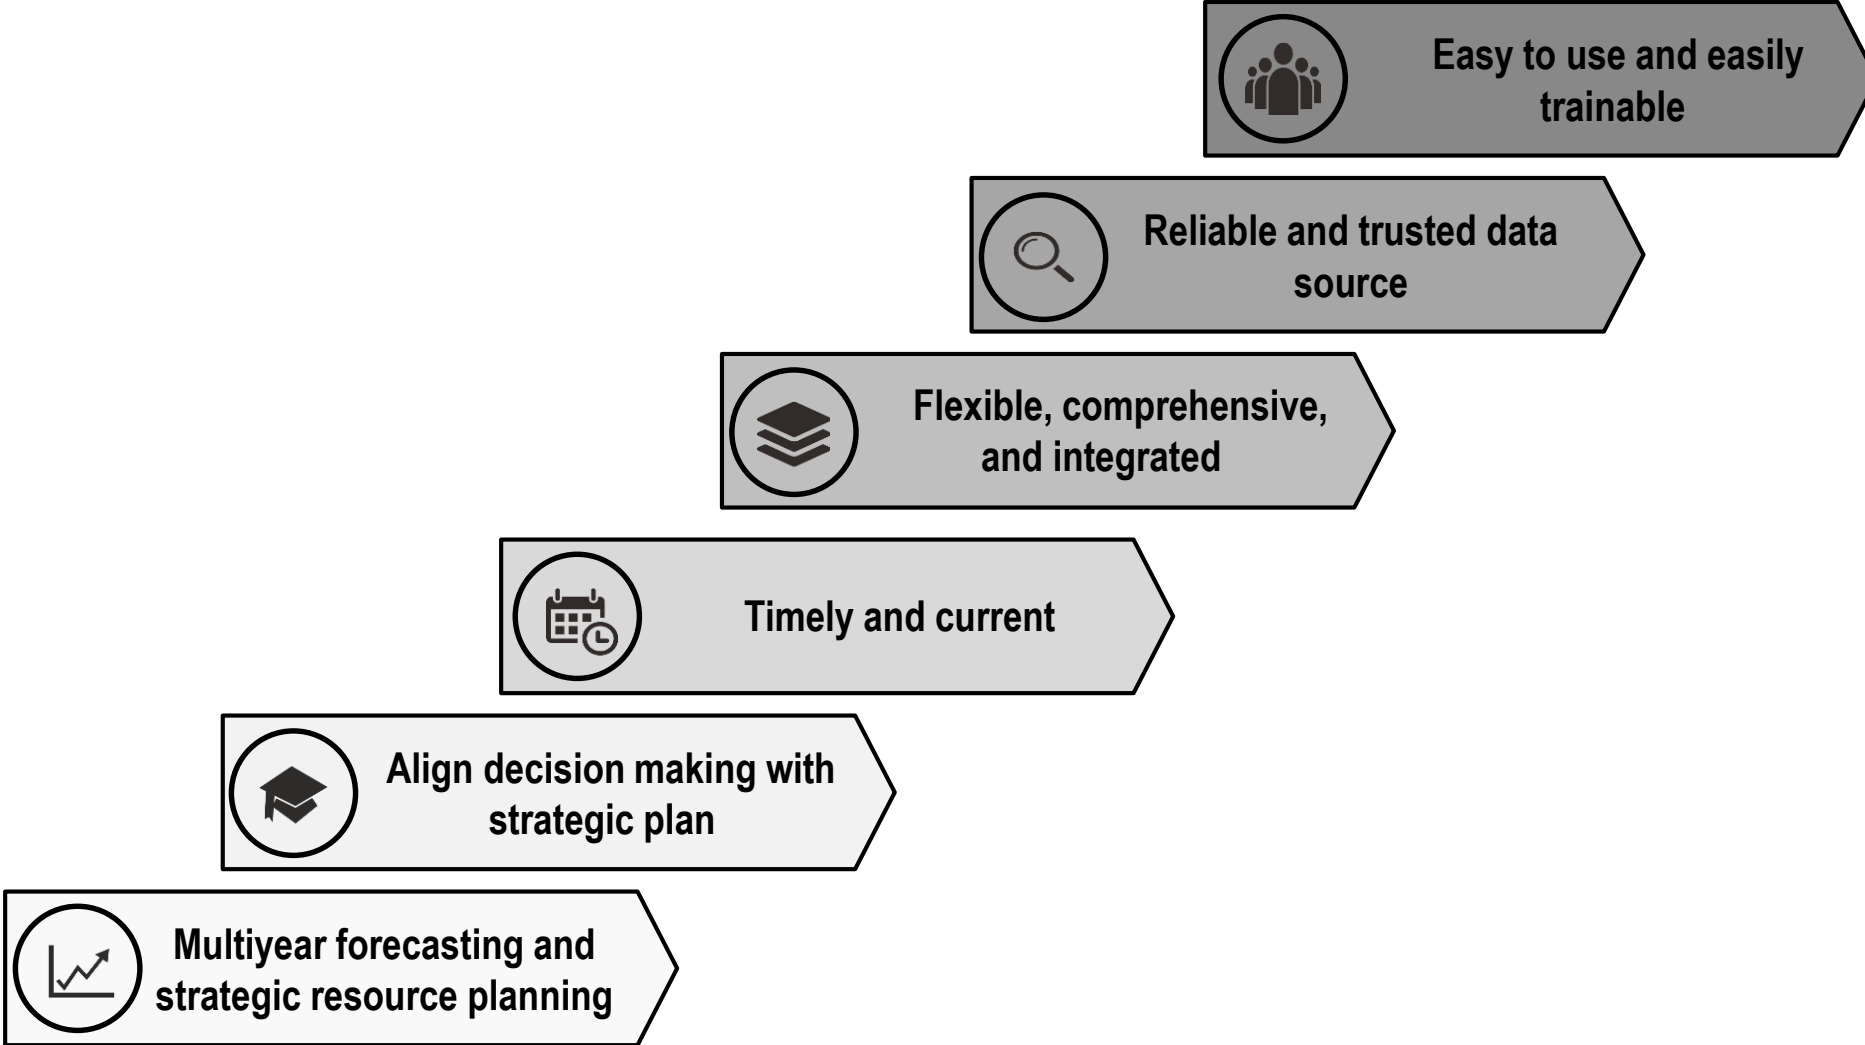 Easy to use and easily
trainable
Reliable and trusted data
source
Flexible, comprehensive,
and integrated
Timely and current
Align decision making with
strategic plan
Multiyear forecasting and
strategic resource planning